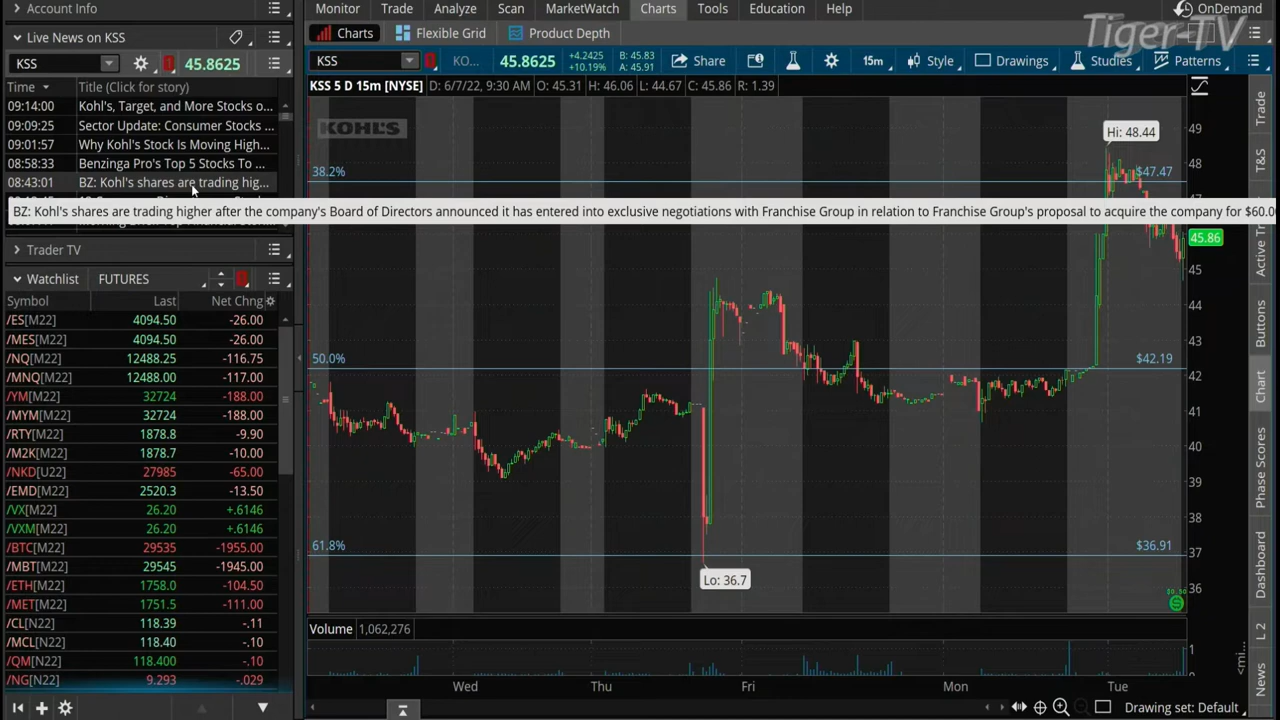 Account Info
Monitor Trade Analyze Scan MarketWatch Charts Tools Education Help
OnDemand
Tiger-TV
Live News on KSS
Charts Flexible Grid Product Depth
KSS 45.8625
KSS KO... 45.8625 +4.2425 +10.19% B: 45.83 A: 45.91 Share 15m Style Drawings Studies Patterns
Time Title (Click for story)
KSS 5 D 15m [NYSE] D: 6/7/22, 9:30 AM O: 45.31 H: 46.06 L: 44.67 C: 45.86 R: 1.39
09:14:00 Kohl's, Target, and More Stocks o...
09:09:25 Sector Update: Consumer Stocks ...
09:01:57 Why Kohl's Stock Is Moving High...
08:58:33 Benzinga Pro's Top 5 Stocks To ...
08:43:01 BZ: Kohl's shares are trading hig...
BZ: Kohl's shares are trading higher after the company's Board of Directors announced it has entered into exclusive negotiations with Franchise Group in relation to Franchise Group's proposal to acquire the company for $60.0
KOHL'S
Hi: 48.44
38.2% $47.47
50.0% $42.19
61.8% $36.91
Lo: 36.7
49
48
45.86
45
44
43
42
41
40
39
38
37
36
Trader TV
Watchlist FUTURES
Symbol Last Net Chng
/ES[M22] 4094.50 -26.00
/MES[M22] 4094.50 -26.00
/NQ[M22] 12488.25 -116.75
/MNQ[M22] 12488.00 -117.00
/YM[M22] 32724 -188.00
/MYM[M22] 32724 -188.00
/RTY[M22] 1878.8 -9.90
/M2K[M22] 1878.7 -10.00
/NKD[U22] 27985 -65.00
/EMD[M22] 2520.3 -13.50
/VX[M22] 26.20 +.6146
/VXM[M22] 26.20 +.6146
/BTC[M22] 29535 -1955.00
/MBT[M22] 29545 -1945.00
/ETH[M22] 1758.0 -104.50
/MET[M22] 1751.5 -111.00
/CL[N22] 118.39 -.11
/MCL[N22] 118.40 -.10
/QM[N22] 118.400 -.10
/NG[N22] 9.293 -.029
Volume 1,062,276
1
0
Wed Thu Fri Mon Tue
Drawing set: Default
Trade
T&S
Active Tr
Buttons
Chart
Phase Scores
Dashboard
L 2
News
<mi...